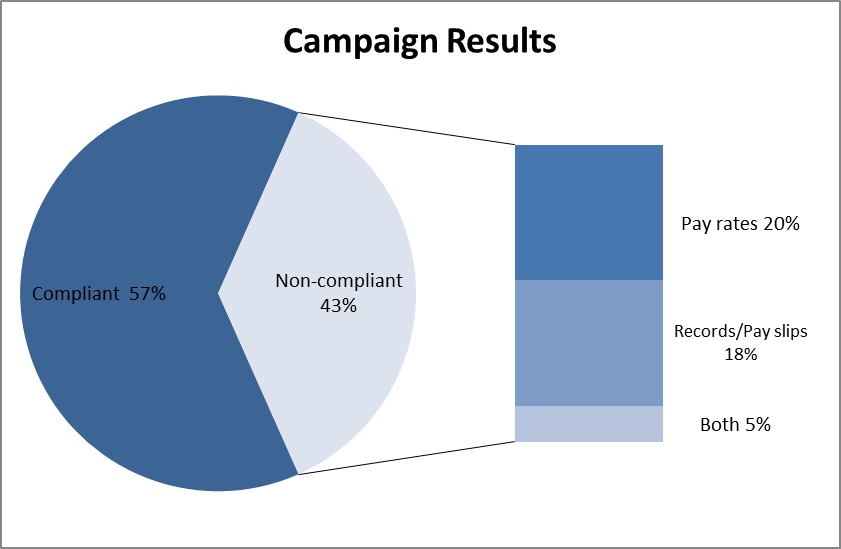 Campaign Results
Compliant  57%
Non-compliant
43%
Pay rates 20%
Records/Pay slips
18%
Both 5%